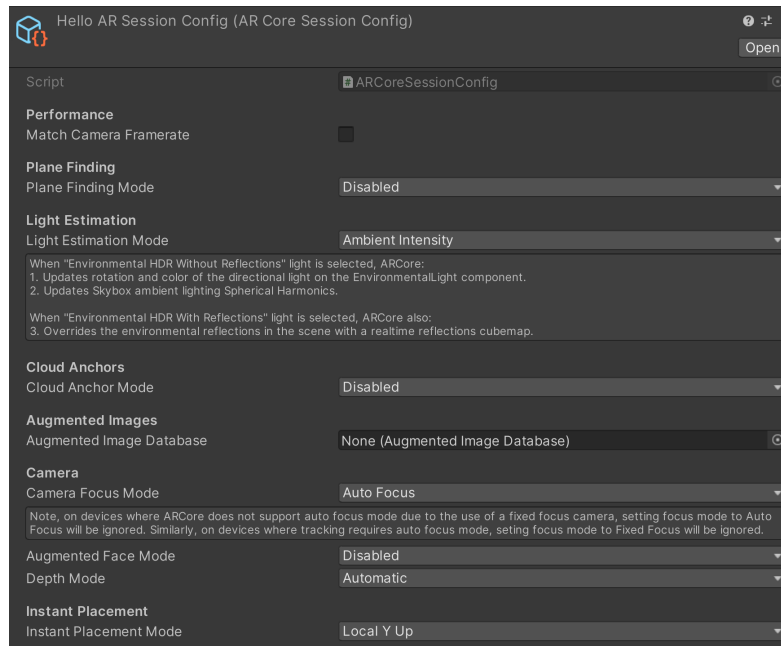 Hello AR Session Config (AR Core Session Config)
Open
Script ARCoreSessionConfig
Performance
Match Camera Framerate
Plane Finding
Plane Finding Mode Disabled
Light Estimation
Light Estimation Mode Ambient Intensity
When "Environmental HDR Without Reflections" light is selected, ARCore:
1. Updates rotation and color of the directional light on the EnvironmentalLight component.
2. Updates Skybox ambient lighting Spherical Harmonics.
When "Environmental HDR With Reflections" light is selected, ARCore also:
3. Overrides the environmental reflections in the scene with a realtime reflections cubemap.
Cloud Anchors
Cloud Anchor Mode Disabled
Augmented Images
Augmented Image Database None (Augmented Image Database)
Camera
Camera Focus Mode Auto Focus
Note, on devices where ARCore does not support auto focus mode due to the use of a fixed focus camera, setting focus mode to Auto
Focus will be ignored. Similarly, on devices where tracking requires auto focus mode, seting focus mode to Fixed Focus will be ignored.
Augmented Face Mode Disabled
Depth Mode Automatic
Instant Placement
Instant Placement Mode Local Y Up